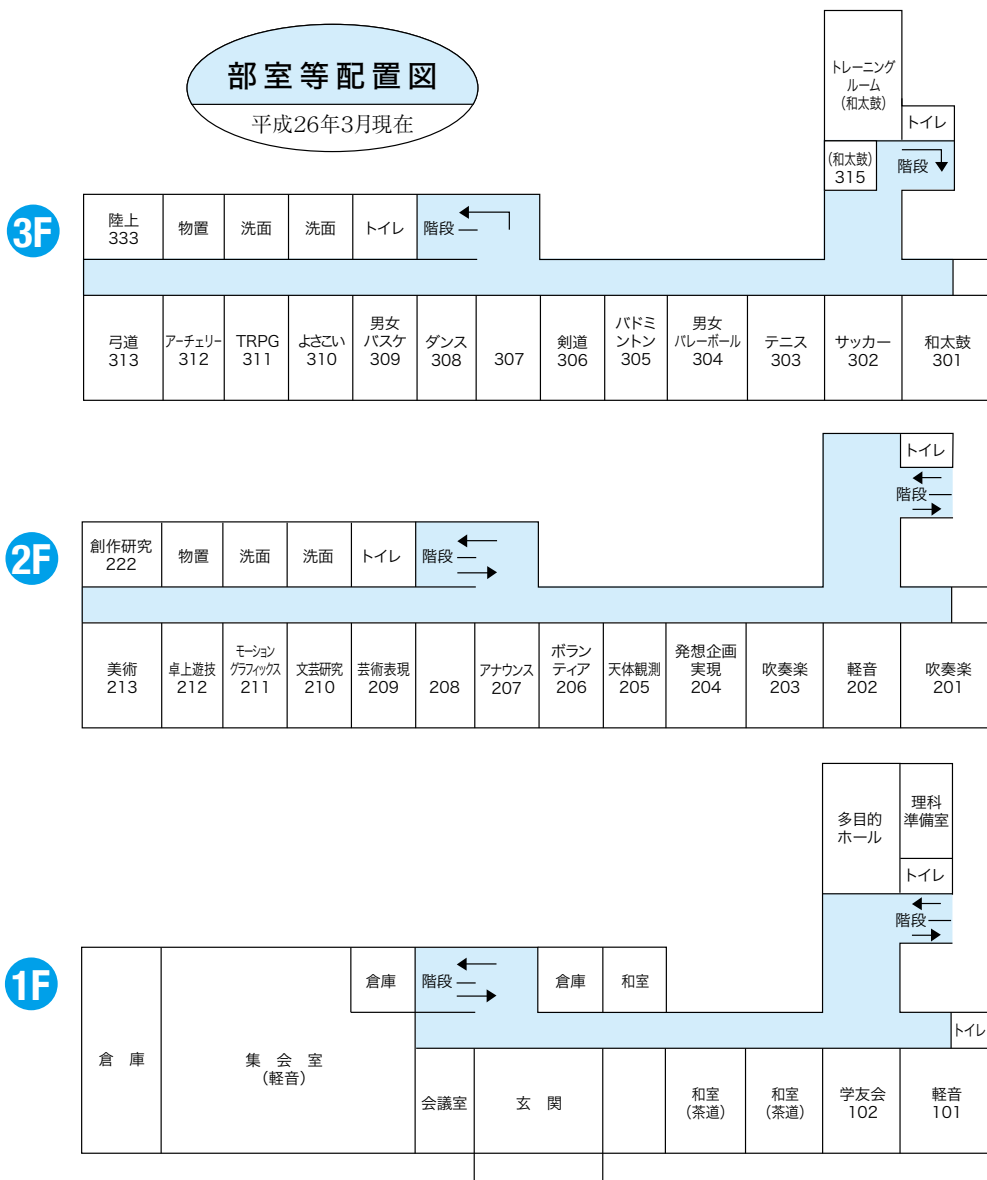 部室等配置図
平成26年3月現在
トレーニング
ルーム
(和太鼓)
トイレ
(和太鼓)
315
階段
3F
陸上
333
物置
洗面
洗面
トイレ
階段
弓道
313
アーチェリー
312
TRPG
311
よさこい
310
男女
バスケ
309
ダンス
308
307
剣道
306
バドミ
ントン
305
男女
バレーボール
304
テニス
303
サッカー
302
和太鼓
301
トイレ
階段
2F
創作研究
222
物置
洗面
洗面
トイレ
階段
美術
213
卓上遊技
212
モーション
グラフィックス
211
文芸研究
210
芸術表現
209
208
アナウンス
207
ボラン
ティア
206
天体観測
205
発想企画
実現
204
吹奏楽
203
軽音
202
吹奏楽
201
多目的
ホール
理科
準備室
トイレ
階段
1F
倉庫
集会室
(軽音)
倉庫
階段
倉庫
和室
トイレ
会議室
玄関
和室
(茶道)
和室
(茶道)
学友会
102
軽音
101